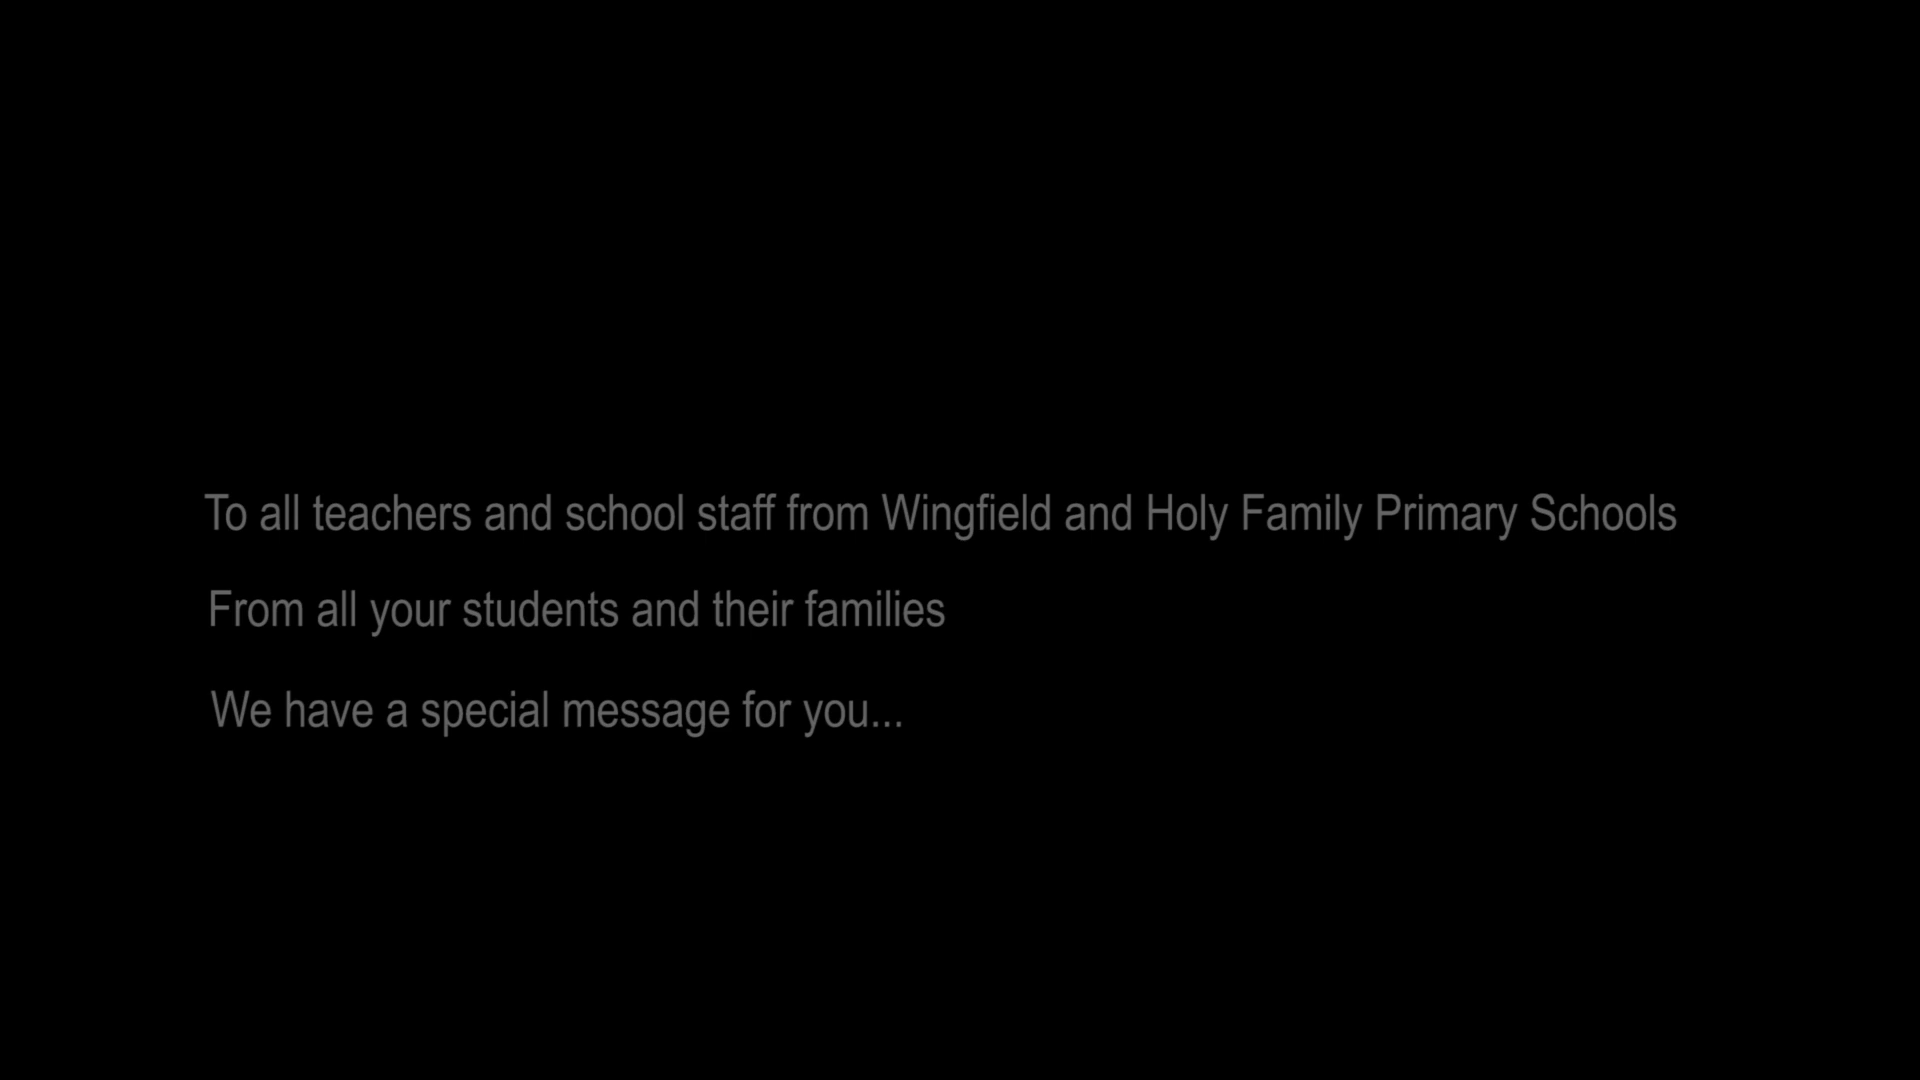 To all teachers and school staff from Wingfield and Holy Family Primary Schools
From all your students and their families
We have a special message for you...